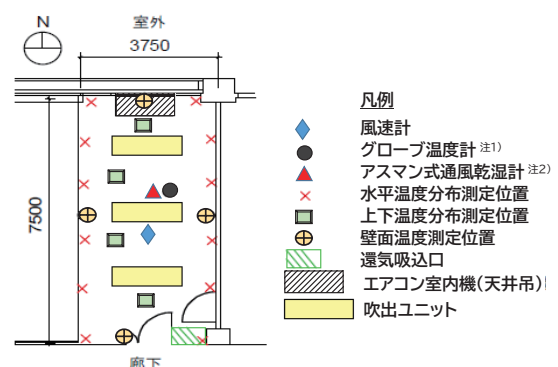 N
室外
3750
7500
廊下
凡例
風速計
グローブ温度計 注1)
アスマン式通風乾湿計 注2)
水平温度分布測定位置
上下温度分布測定位置
壁面温度測定位置
還気吸込口
エアコン室内機(天井吊)
吹出ユニット